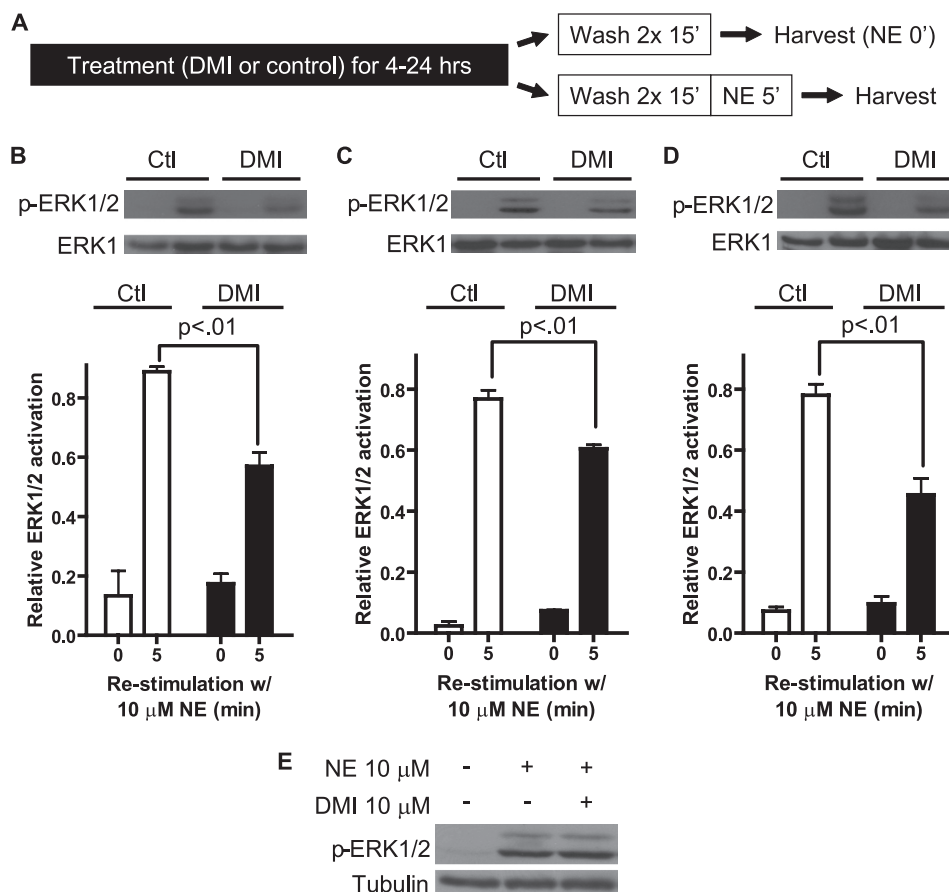 A
Treatment (DMI or control) for 4-24 hrs
Wash 2x 15'
Harvest (NE 0')
Wash 2x 15'
NE 5'
Harvest
B
Ctl
DMI
p-ERK1/2
ERK1
Ctl
DMI
p<.01
Relative ERK1/2 activation
0.8
0.6
0.4
0.2
0.0
0
5
0
5
Re-stimulation w/
10 μM NE (min)
C
Ctl
DMI
p-ERK1/2
ERK1
Ctl
DMI
p<.01
Relative ERK1/2 activation
0.8
0.6
0.4
0.2
0.0
0
5
0
5
Re-stimulation w/
10 μM NE (min)
D
Ctl
DMI
p-ERK1/2
ERK1
Ctl
DMI
p<.01
Relative ERK1/2 activation
0.8
0.6
0.4
0.2
0.0
0
5
0
5
Re-stimulation w/
10 μM NE (min)
E
NE 10 μM - + +
DMI 10 μM - - +
p-ERK1/2
Tubulin